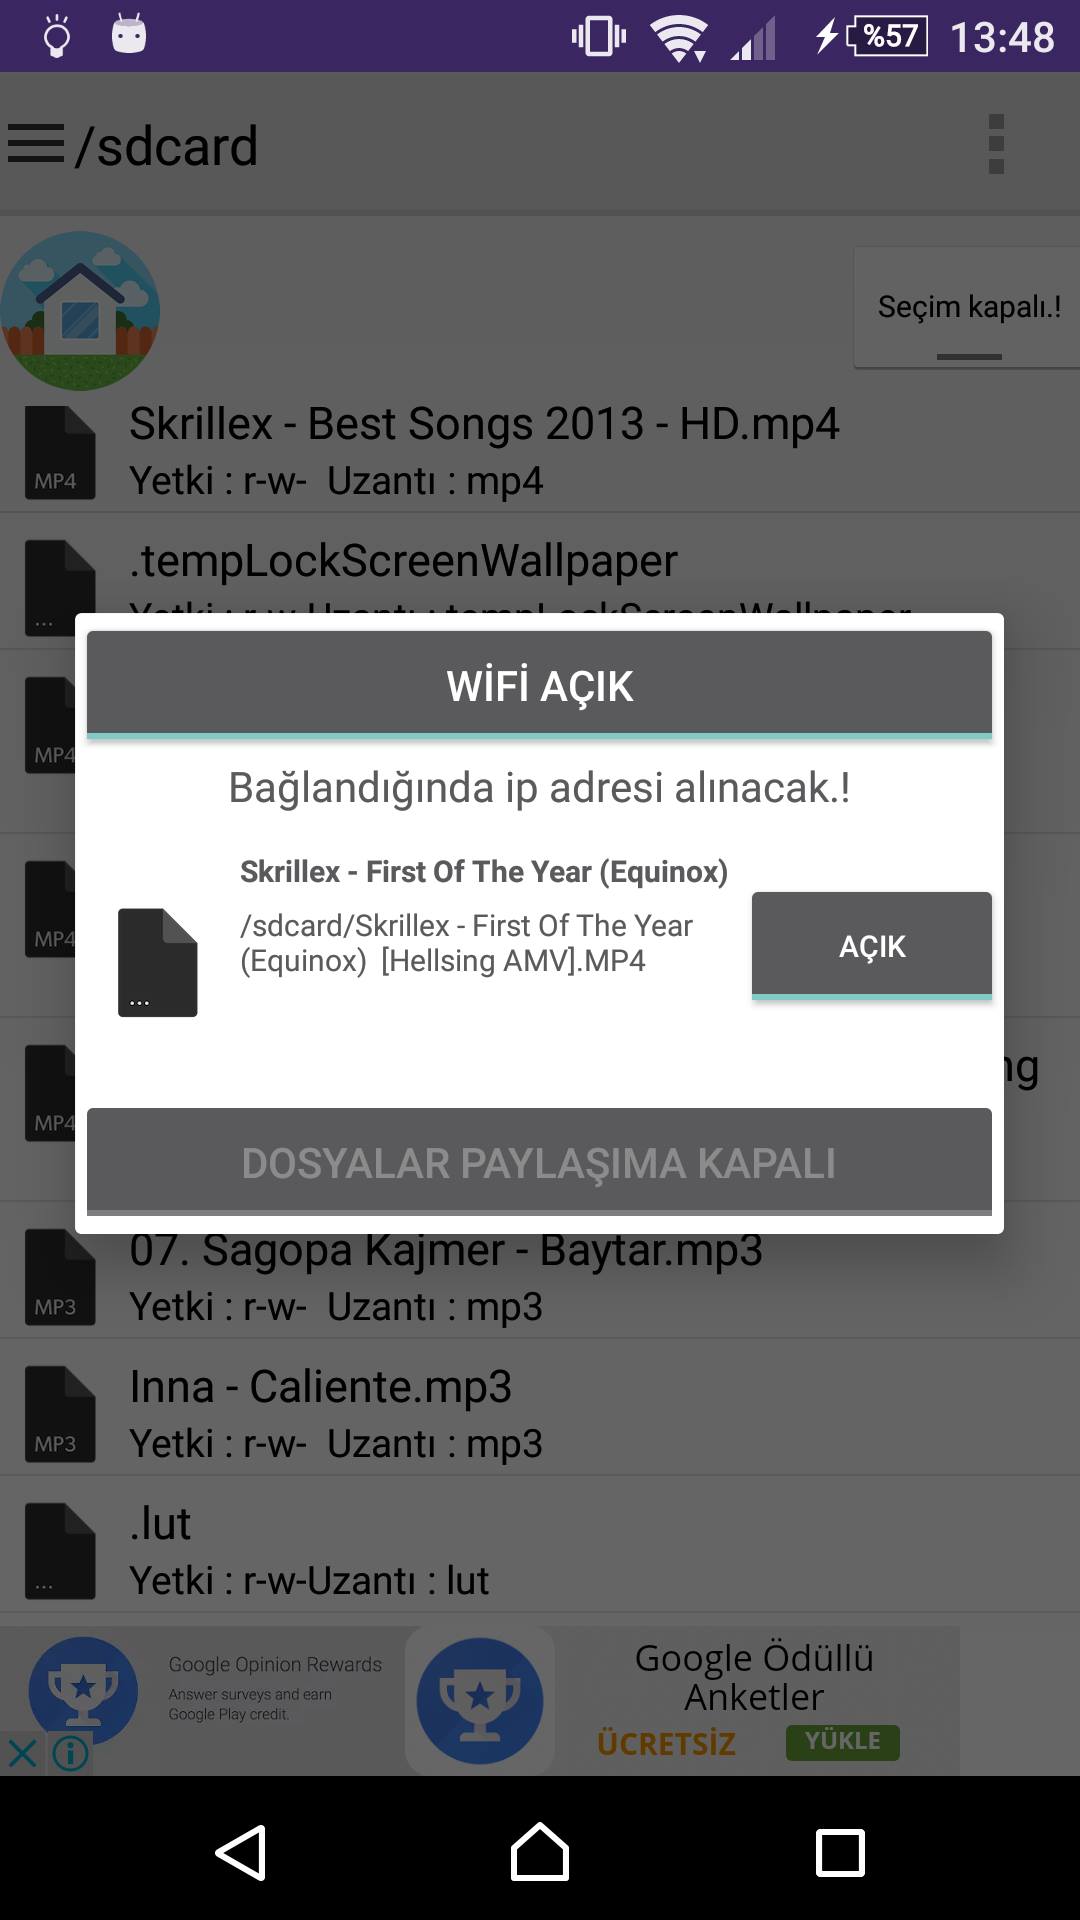 %57 13:48
/sdcard
Seçim kapalı.!
Skrillex - Best Songs 2013 - HD.mp4
MP4
Yetki : r-w-  Uzantı : mp4
.tempLockScreenWallpaper
...
Yetki : r-w-Uzantı : tempLockScreenWallpaper
WİFİ AÇIK
MP4
Bağlandığında ip adresi alınacak.!
Skrillex - First Of The Year (Equinox)
/sdcard/Skrillex - First Of The Year
(Equinox)  [Hellsing AMV].MP4
AÇIK
MP4
...
ng
MP4
DOSYALAR PAYLAŞIMA KAPALI
07. Sagopa Kajmer - Baytar.mp3
MP3
Yetki : r-w-  Uzantı : mp3
Inna - Caliente.mp3
MP3
Yetki : r-w-  Uzantı : mp3
.lut
...
Yetki : r-w-Uzantı : lut
Google Opinion Rewards
Answer surveys and earn
Google Play credit.
Google Ödüllü
Anketler
ÜCRETSİZ
YÜKLE